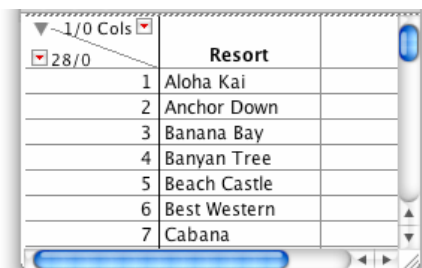 1/0 Cols
28/0
Resort
1 Aloha Kai
2 Anchor Down
3 Banana Bay
4 Banyan Tree
5 Beach Castle
6 Best Western
7 Cabana